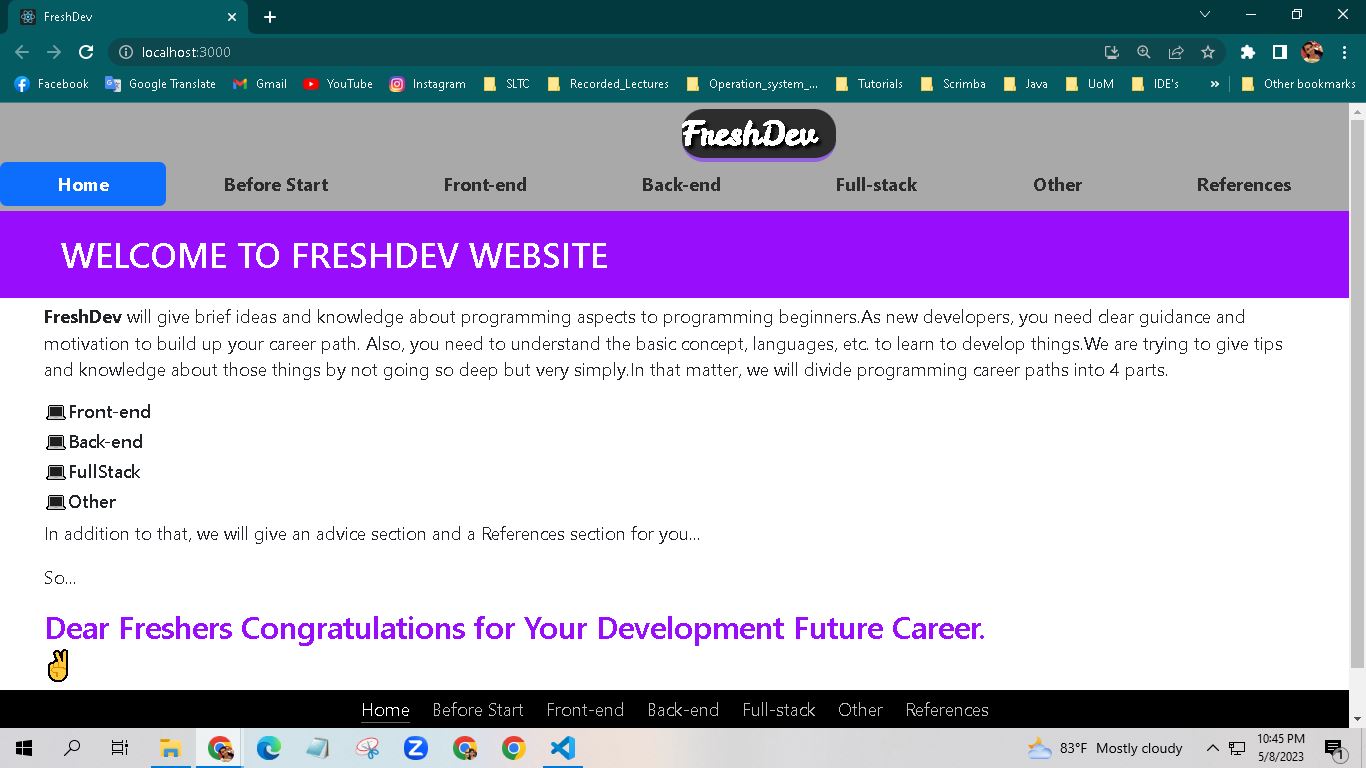 FreshDev
localhost:3000
Facebook Google Translate Gmail YouTube Instagram SLTC Recorded_Lectures Operation_system_... Tutorials Scrimba Java UoM IDE's » Other bookmarks
FreshDev
Home Before Start Front-end Back-end Full-stack Other References
WELCOME TO FRESHDEV WEBSITE
FreshDev will give brief ideas and knowledge about programming aspects to programming beginners.As new developers, you need clear guidance and
motivation to build up your career path. Also, you need to understand the basic concept, languages, etc. to learn to develop things.We are trying to give tips
and knowledge about those things by not going so deep but very simply.In that matter, we will divide programming career paths into 4 parts.
💻Front-end
💻Back-end
💻FullStack
💻Other
In addition to that, we will give an advice section and a References section for you...
So...
Dear Freshers Congratulations for Your Development Future Career.
✌
Home Before Start Front-end Back-end Full-stack Other References
83°F Mostly cloudy
10:45 PM
5/8/2023
1